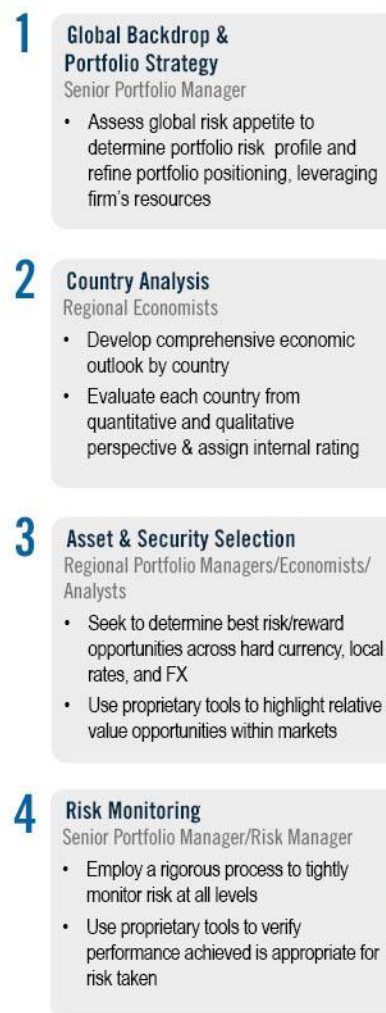 1
Global Backdrop &
Portfolio Strategy
Senior Portfolio Manager
• Assess global risk appetite to
determine portfolio risk profile and
refine portfolio positioning, leveraging
firm's resources
2
Country Analysis
Regional Economists
• Develop comprehensive economic
outlook by country
• Evaluate each country from
quantitative and qualitative
perspective & assign internal rating
3
Asset & Security Selection
Regional Portfolio Managers/Economists/
Analysts
• Seek to determine best risk/reward
opportunities across hard currency, local
rates, and FX
• Use proprietary tools to highlight relative
value opportunities within markets
4
Risk Monitoring
Senior Portfolio Manager/Risk Manager
• Employ a rigorous process to tightly
monitor risk at all levels
• Use proprietary tools to verify
performance achieved is appropriate for
risk taken